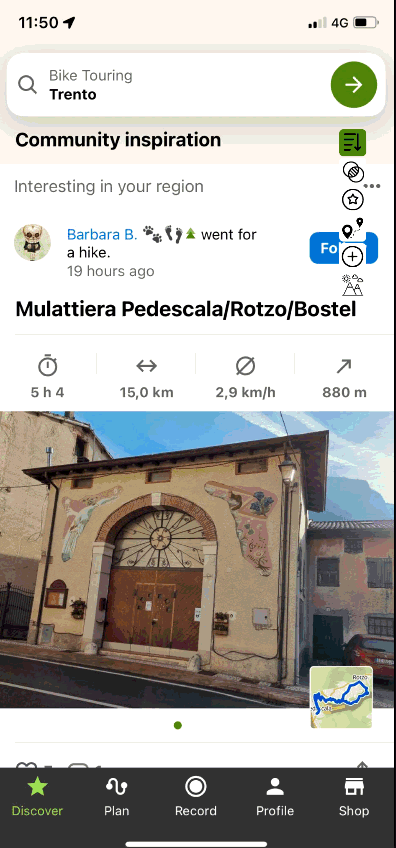 11:50
4G
Bike Touring
Trento
Community inspiration
Interesting in your region
Barbara B. went for
a hike.
19 hours ago
Mulattiera Pedescala/Rotzo/Bostel
5 h 4
15,0 km
2,9 km/h
880 m
Rotzo
Discover
Plan
Record
Profile
Shop